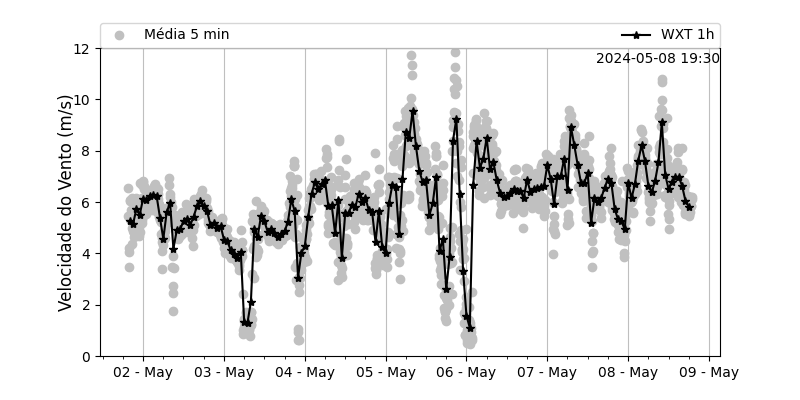 Média 5 min
WXT 1h
2024-05-08 19:30
Velocidade do Vento (m/s)
12
10
8
6
4
2
0
02 - May
03 - May
04 - May
05 - May
06 - May
07 - May
08 - May
09 - May